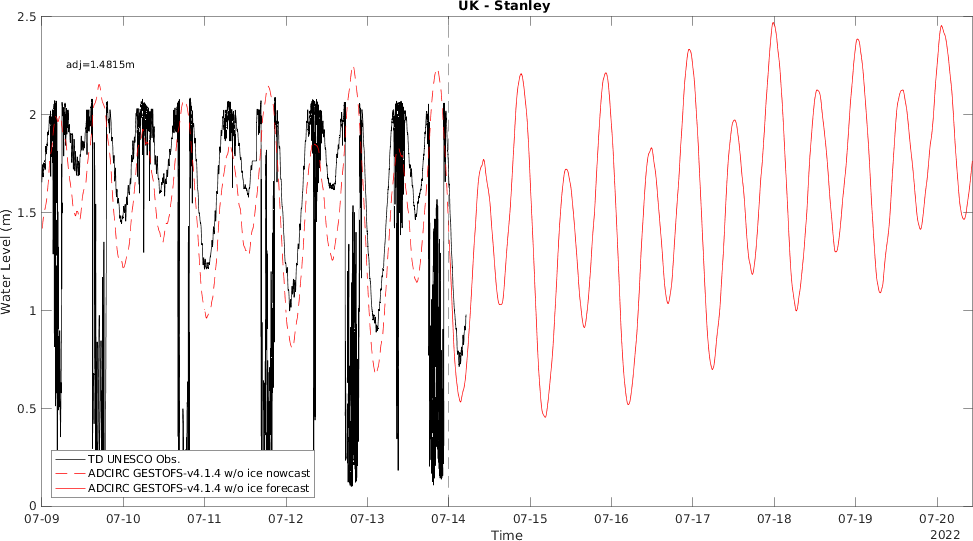 UK - Stanley
2.5
adj=1.4815m
2
1.5
Water Level (m)
1
0.5
0
TD UNESCO Obs.
ADCIRC GESTOFS-v4.1.4 w/o ice nowcast
ADCIRC GESTOFS-v4.1.4 w/o ice forecast
07-09 07-10 07-11 07-12 07-13 07-14 07-15 07-16 07-17 07-18 07-19 07-20
Time
2022